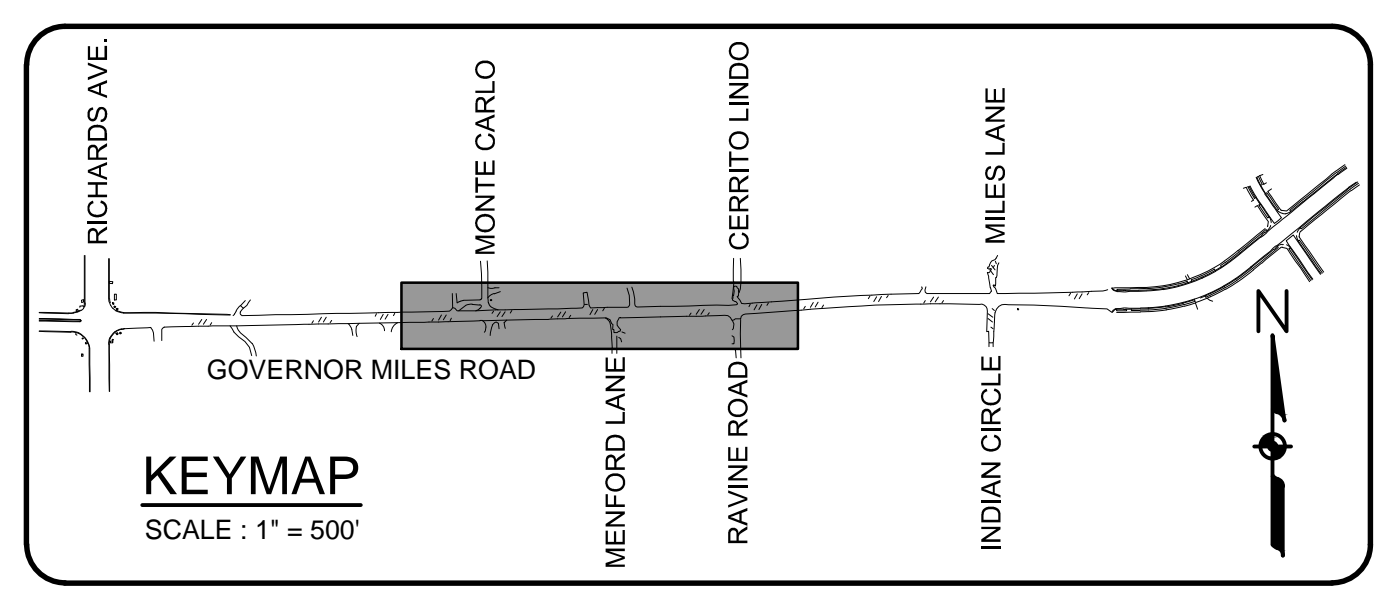 RICHARDS AVE.
MONTE CARLO
CERRITO LINDO
MILES LANE
GOVERNOR MILES ROAD
MENFORD LANE
RAVINE ROAD
INDIAN CIRCLE
N
KEYMAP
SCALE : 1" = 500'